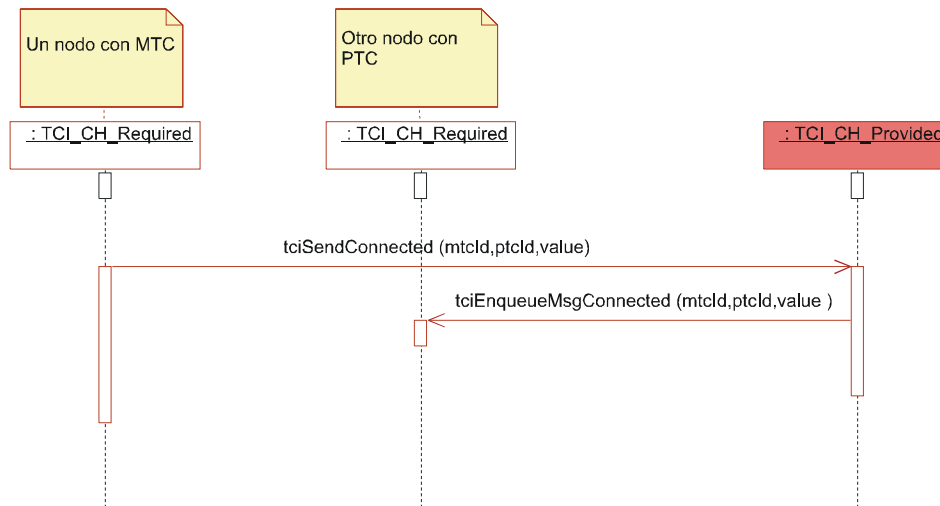 Un nodo con MTC
Otro nodo con
PTC
: TCI_CH_Required
: TCI_CH_Required
: TCI_CH_Provided
tciSendConnected (mtcId,ptcId,value)
tciEnqueueMsgConnected (mtcId,ptcId,value )